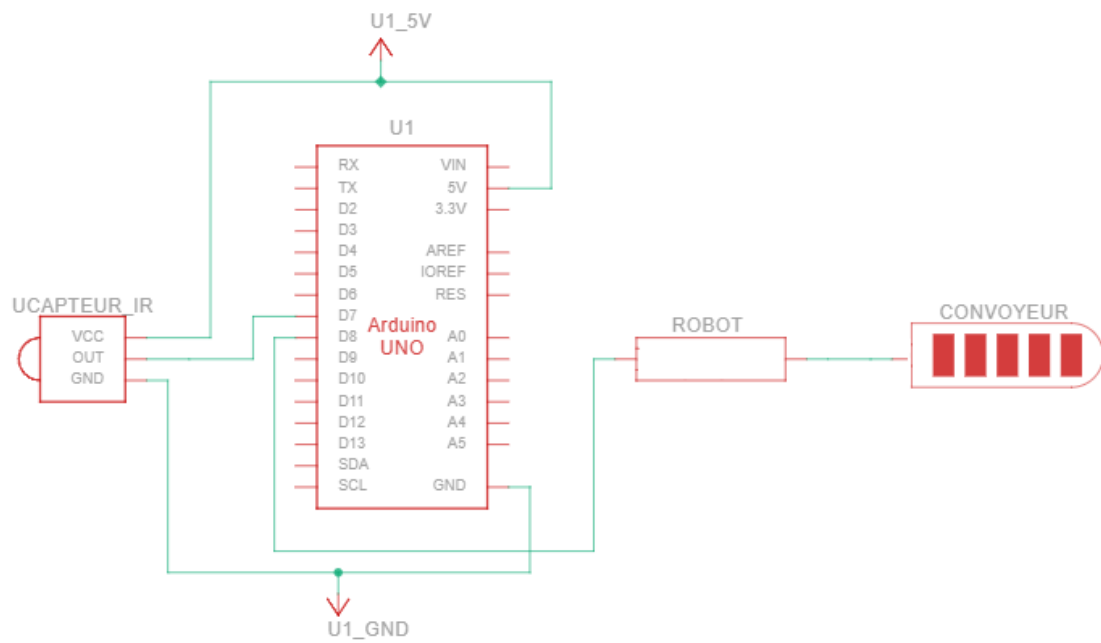 U1_5V
U1
RX VIN
TX 5V
D2 3.3V
D3
D4 AREF
D5 IOREF
D6 RES
UCAPTEUR_IR
D7
Arduino
UNO
VCC
OUT
GND
D8 A0
D9 A1
D10 A2
D11 A3
D12 A4
D13 A5
SDA
SCL GND
ROBOT
CONVOYEUR
U1_GND